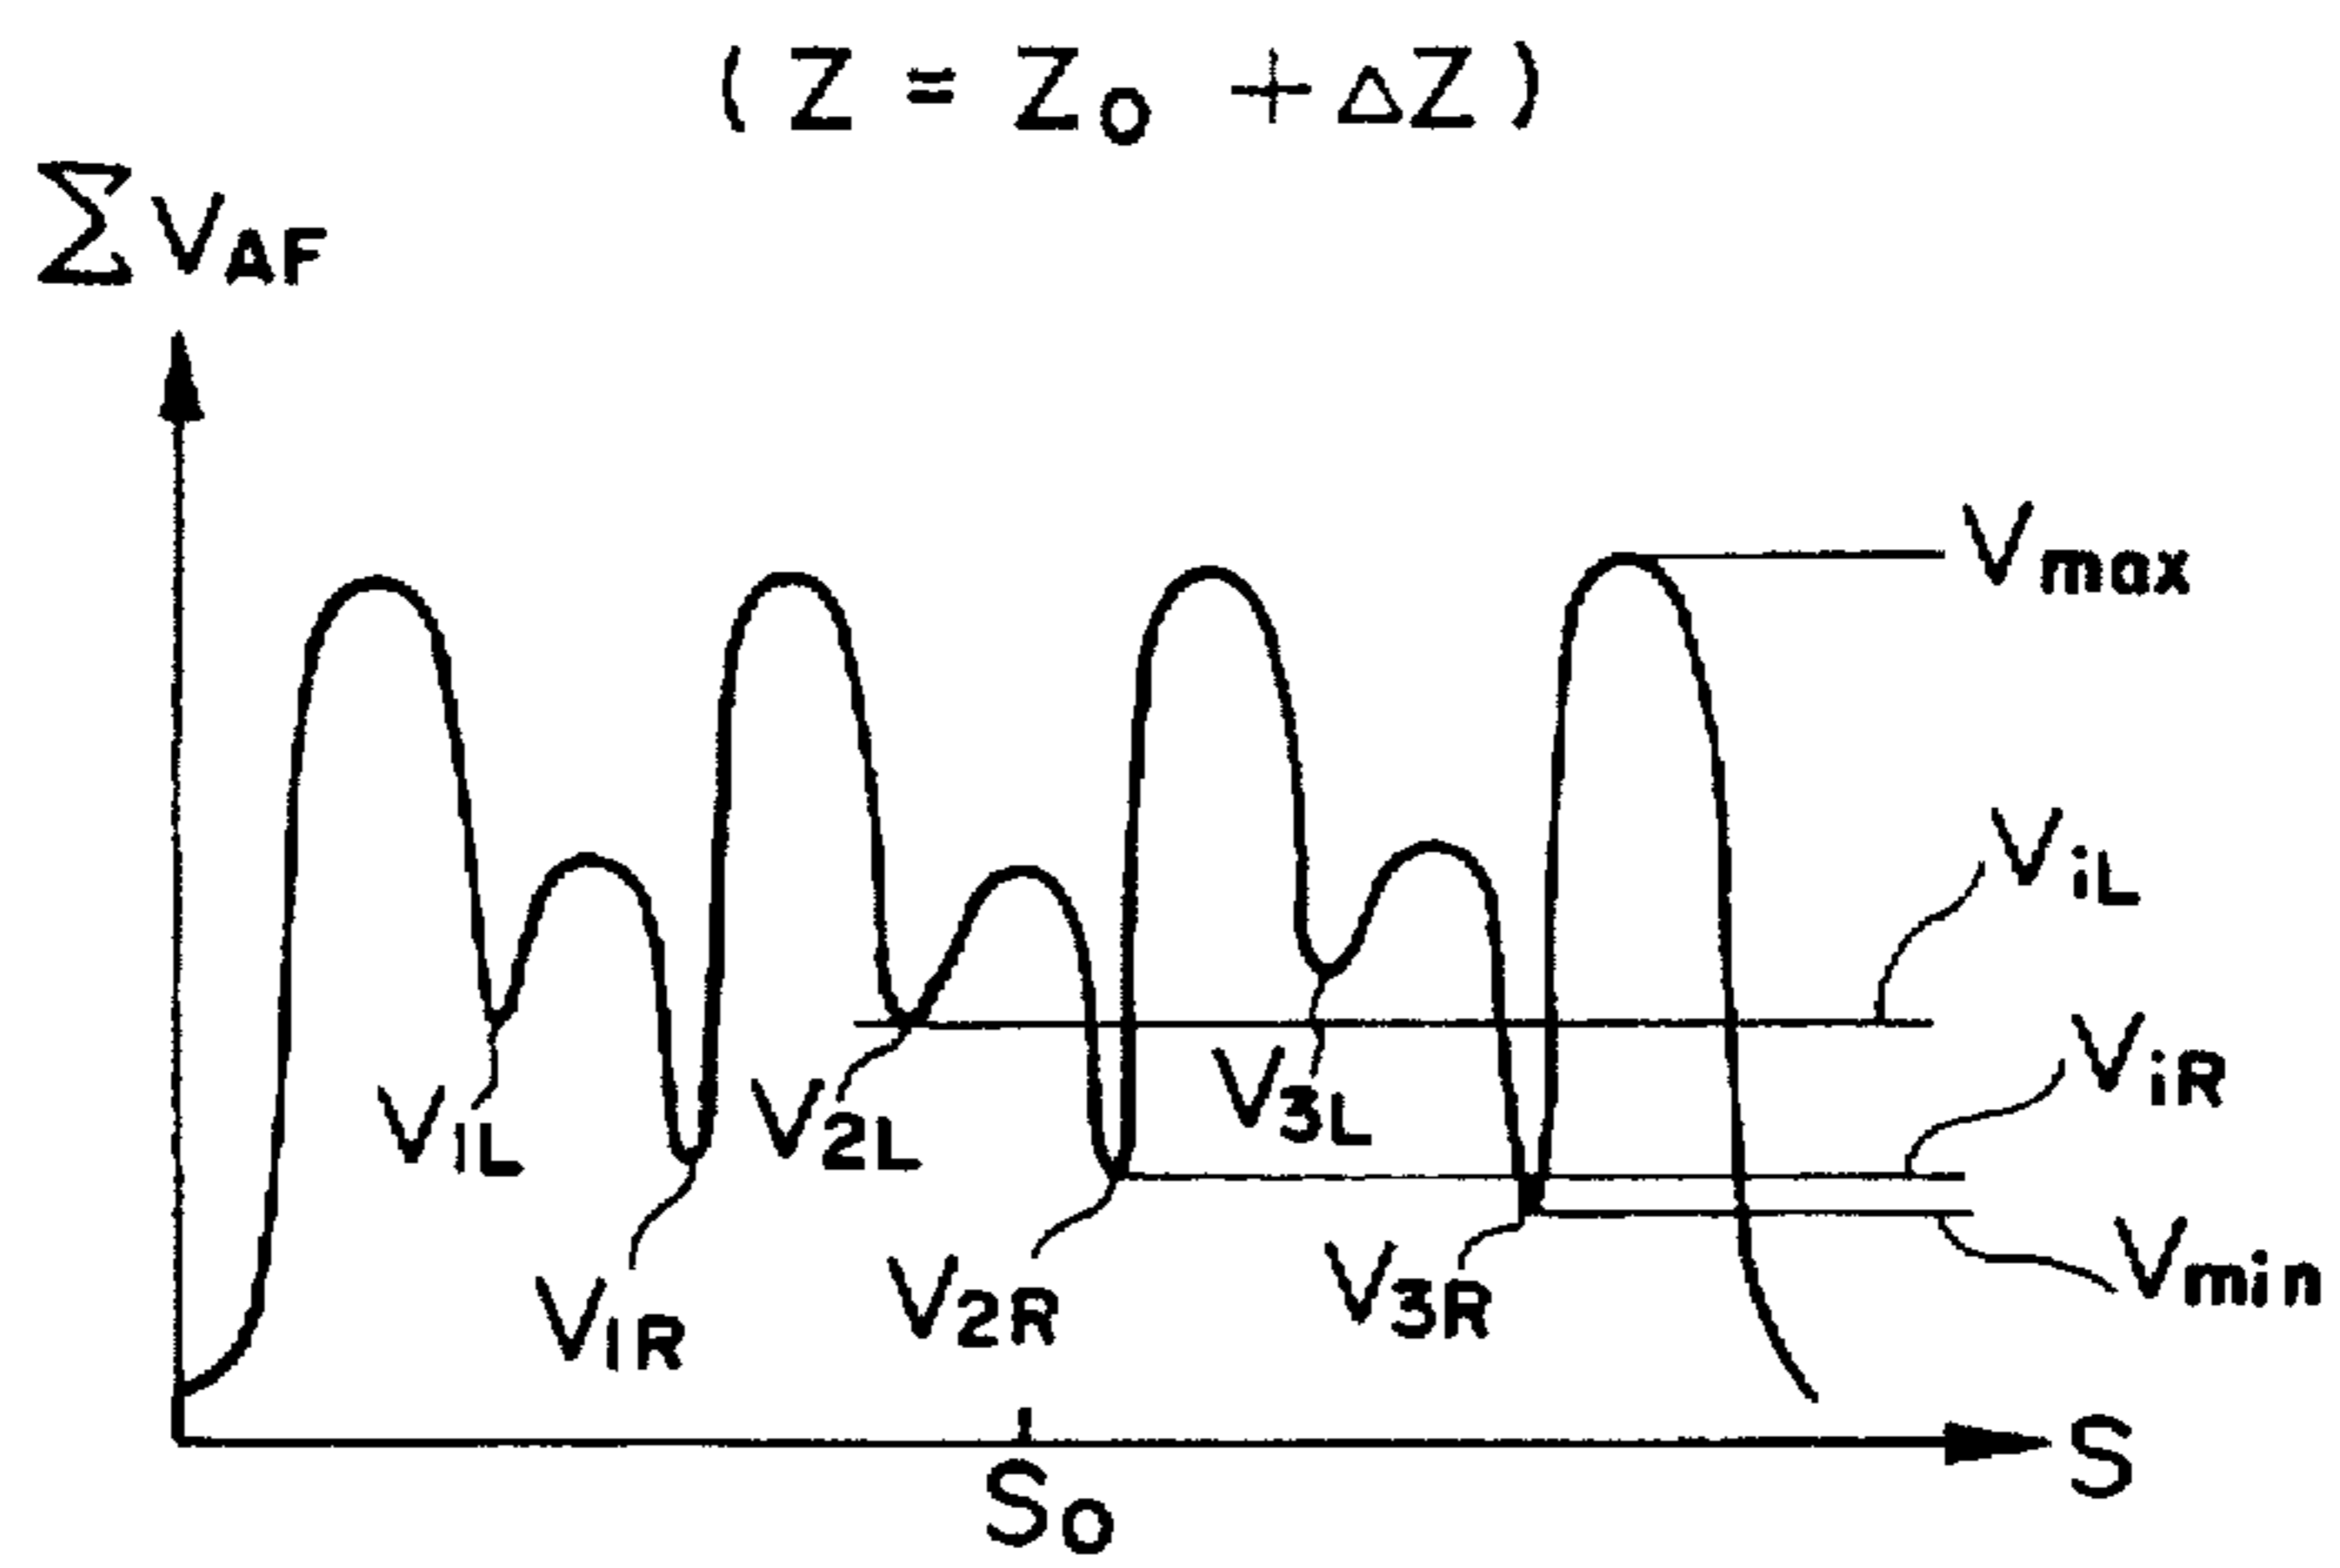 ( Z = Z0 + ΔZ )
ΣVAF
Vmax
ViL
ViR
V1L
V2L
V3L
V1R
V2R
V3R
Vmin
S0
S